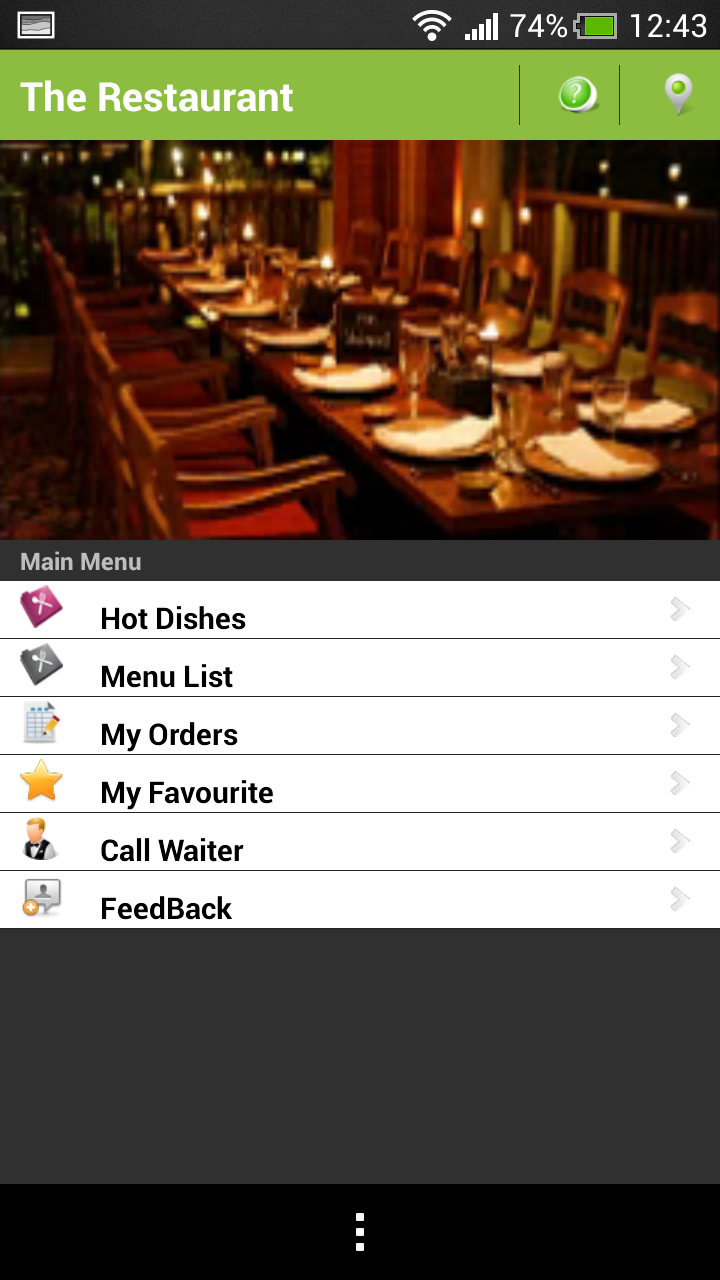 74% 12:43
The Restaurant
?
Main Menu
Hot Dishes
Menu List
My Orders
My Favourite
Call Waiter
FeedBack